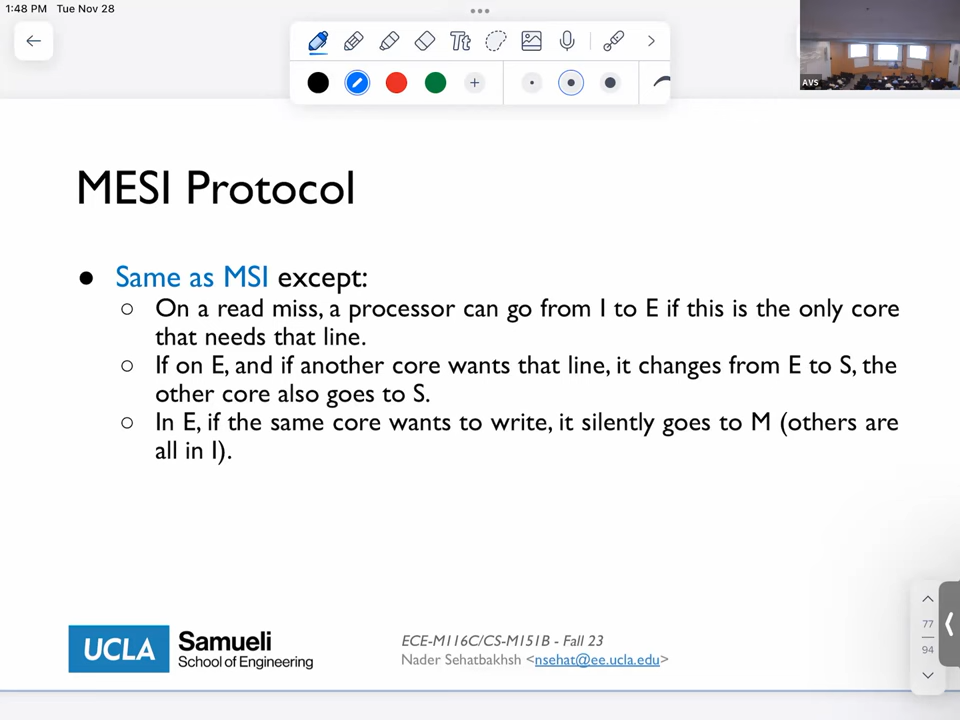 1:48 PM Tue Nov 28
Tt
AVS
MESI Protocol
● Same as MSI except:
○ On a read miss, a processor can go from I to E if this is the only core
that needs that line.
○ If on E, and if another core wants that line, it changes from E to S, the
other core also goes to S.
○ In E, if the same core wants to write, it silently goes to M (others are
all in I).
77
94
UCLA Samueli
School of Engineering
ECE-M116C/CS-M151B - Fall 23
Nader Sehatbakhsh <nsehat@ee.ucla.edu>